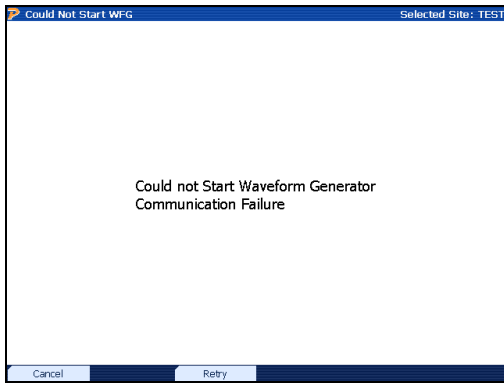 Could Not Start WFG
Selected Site: TEST
Could not Start Waveform Generator
Communication Failure
Cancel
Retry